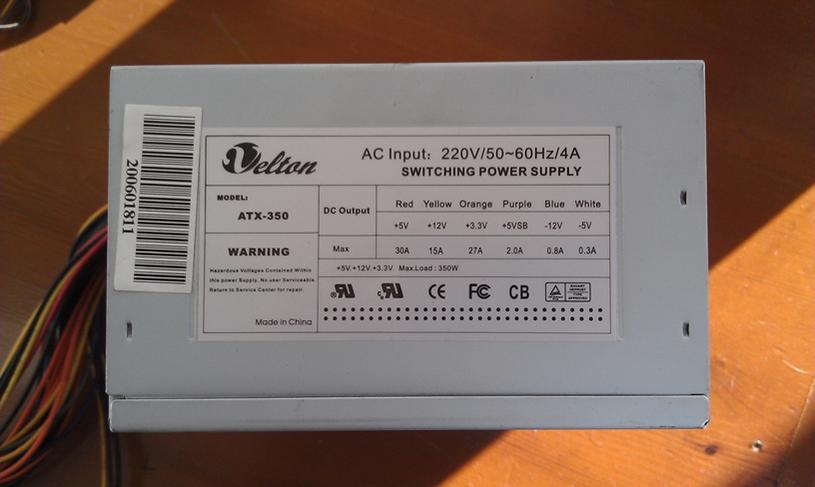 200601811
Velton
AC Input: 220V/50~60Hz/4A
SWITCHING POWER SUPPLY
MODEL:
ATX-350
DC Output
Red Yellow Orange Purple Blue White
+5V +12V +3.3V +5VSB -12V -5V
Max 30A 15A 27A 2.0A 0.8A 0.3A
+5V.+12V.+3.3V. Max.Load : 350W
WARNING
Hazardous Voltages Contained Within
this power Supply. No user Serviceable.
Return to Service Center for repair.
Made in China
CE FC CB
TYPE
APPROVED